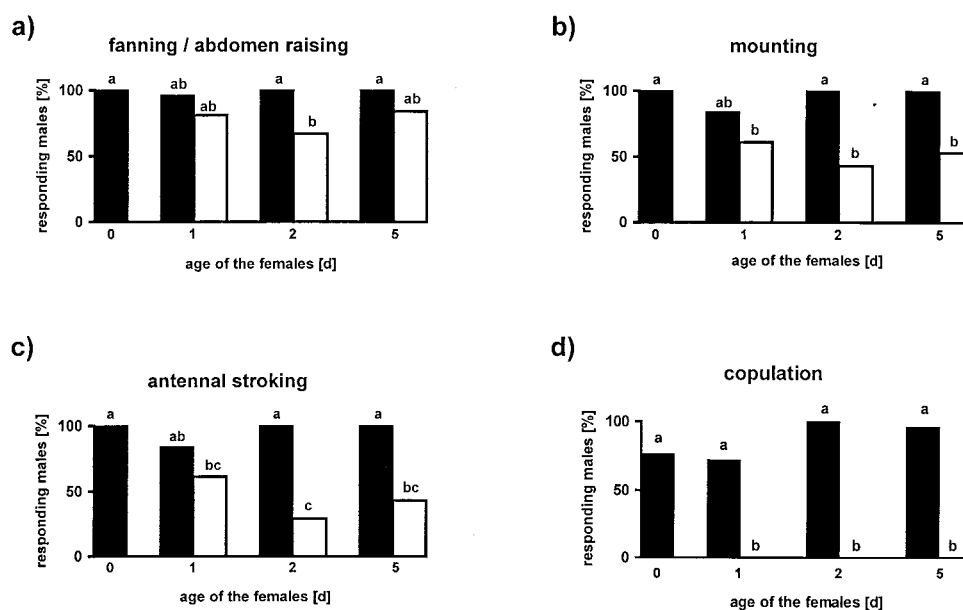 a)
fanning / abdomen raising
responding males [%]
100
50
0
a
ab
ab
a
b
a
ab
0 1 2 5
age of the females [d]
b)
mounting
responding males [%]
100
50
0
a
ab
b
a
b
a
b
0 1 2 5
age of the females [d]
c)
antennal stroking
responding males [%]
100
50
0
a
ab
bc
a
c
a
bc
0 1 2 5
age of the females [d]
d)
copulation
responding males [%]
100
50
0
a
a
b
a
b
a
b
0 1 2 5
age of the females [d]